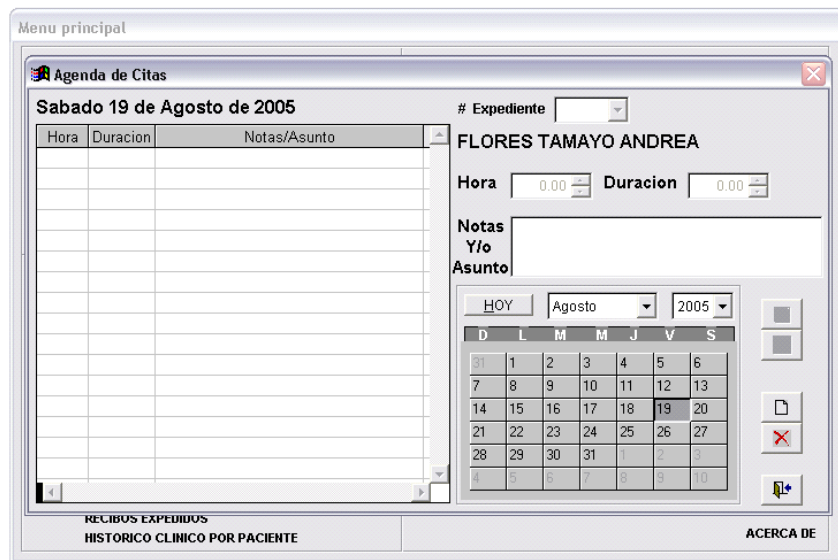 Menu principal
Agenda de Citas
Sabado 19 de Agosto de 2005
Hora Duracion Notas/Asunto
# Expediente
FLORES TAMAYO ANDREA
Hora 0.00 Duracion 0.00
Notas
Y/o
Asunto
HOY Agosto 2005
D L M M J V S
31 1 2 3 4 5 6
7 8 9 10 11 12 13
14 15 16 17 18 19 20
21 22 23 24 25 26 27
28 29 30 31 1 2 3
4 5 6 7 8 9 10
RECIBOS EXPEDIDOS
HISTORICO CLINICO POR PACIENTE
ACERCA DE